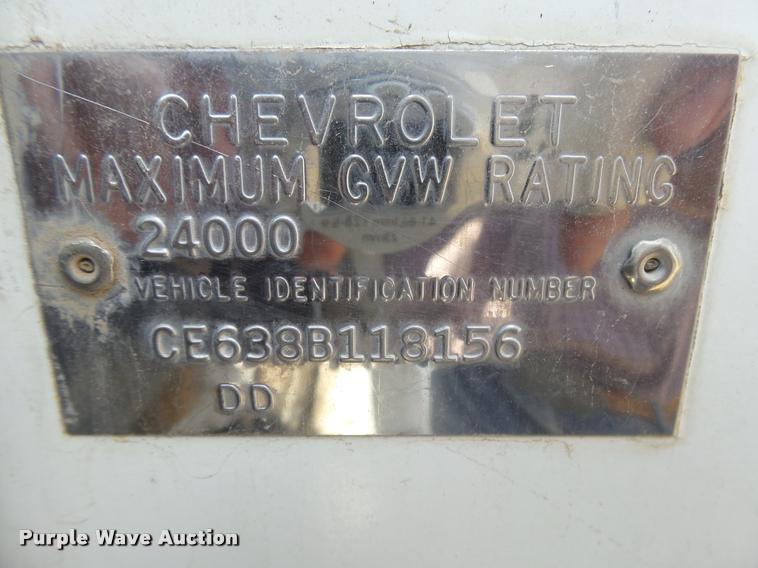 CHEVROLET
MAXIMUM GVW RATING
24000
VEHICLE IDENTIFICATION NUMBER
CE638B118156
DD
Purple Wave Auction